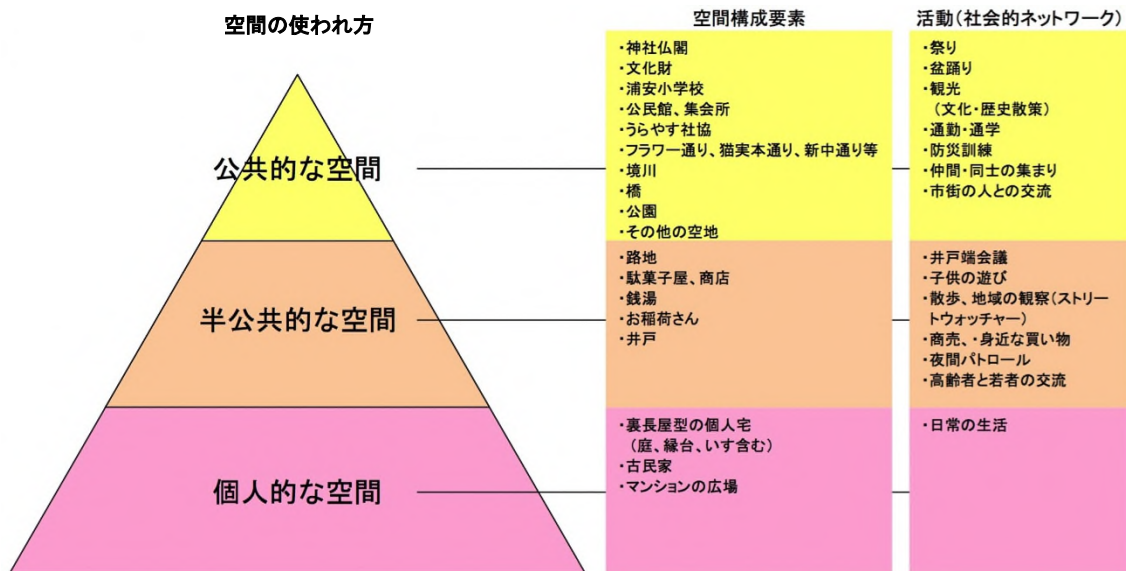 空間の使われ方
公共的な空間
半公共的な空間
個人的な空間
空間構成要素
・神社仏閣
・文化財
・浦安小学校
・公民館、集会所
・うらやす社協
・フラワー通り、猫実本通り、新中通り等
・境川
・橋
・公園
・その他の空地
・路地
・駄菓子屋、商店
・銭湯
・お稲荷さん
・井戸
・裏長屋型の個人宅
（庭、縁台、いす含む）
・古民家
・マンションの広場
活動（社会的ネットワーク）
・祭り
・盆踊り
・観光
（文化・歴史散策）
・通勤・通学
・防災訓練
・仲間・同士の集まり
・市街の人との交流
・井戸端会議
・子供の遊び
・散歩、地域の観察（ストリー
トウォッチャー）
・商売、・身近な買い物
・夜間パトロール
・高齢者と若者の交流
・日常の生活